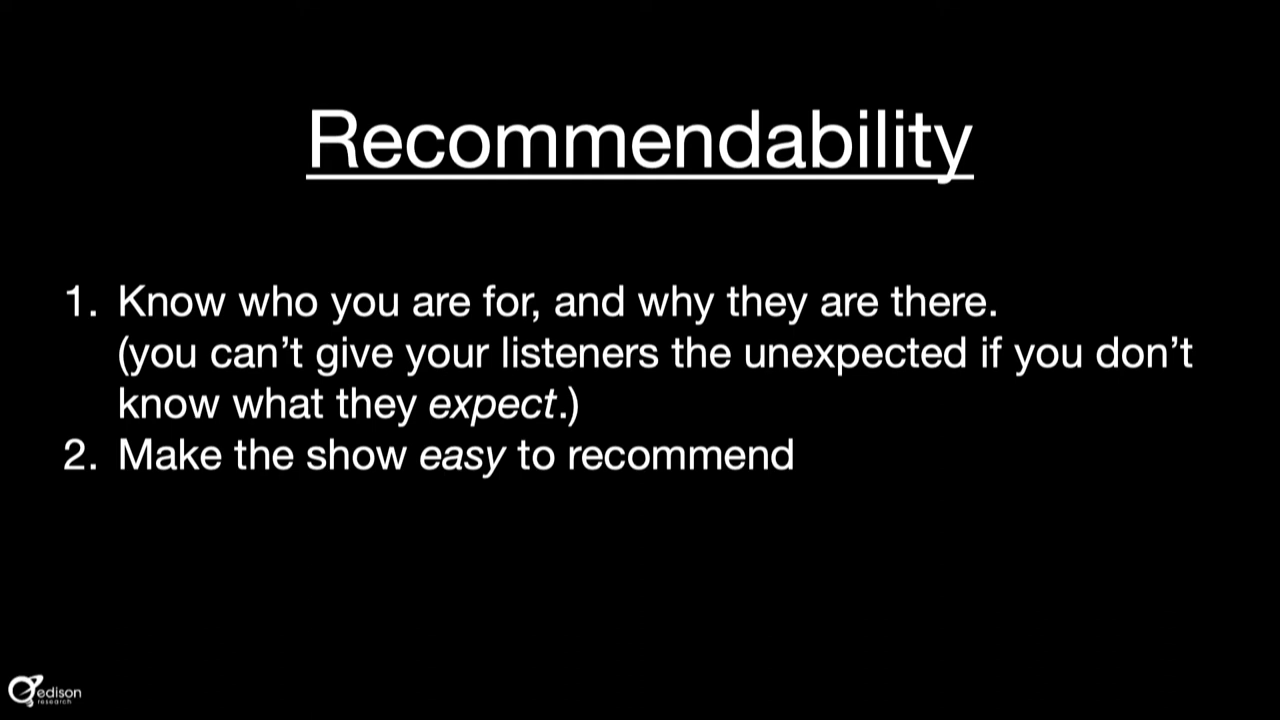 Recommendability
1. Know who you are for, and why they are there.
(you can’t give your listeners the unexpected if you don’t
know what they expect.)
2. Make the show easy to recommend
edison
research